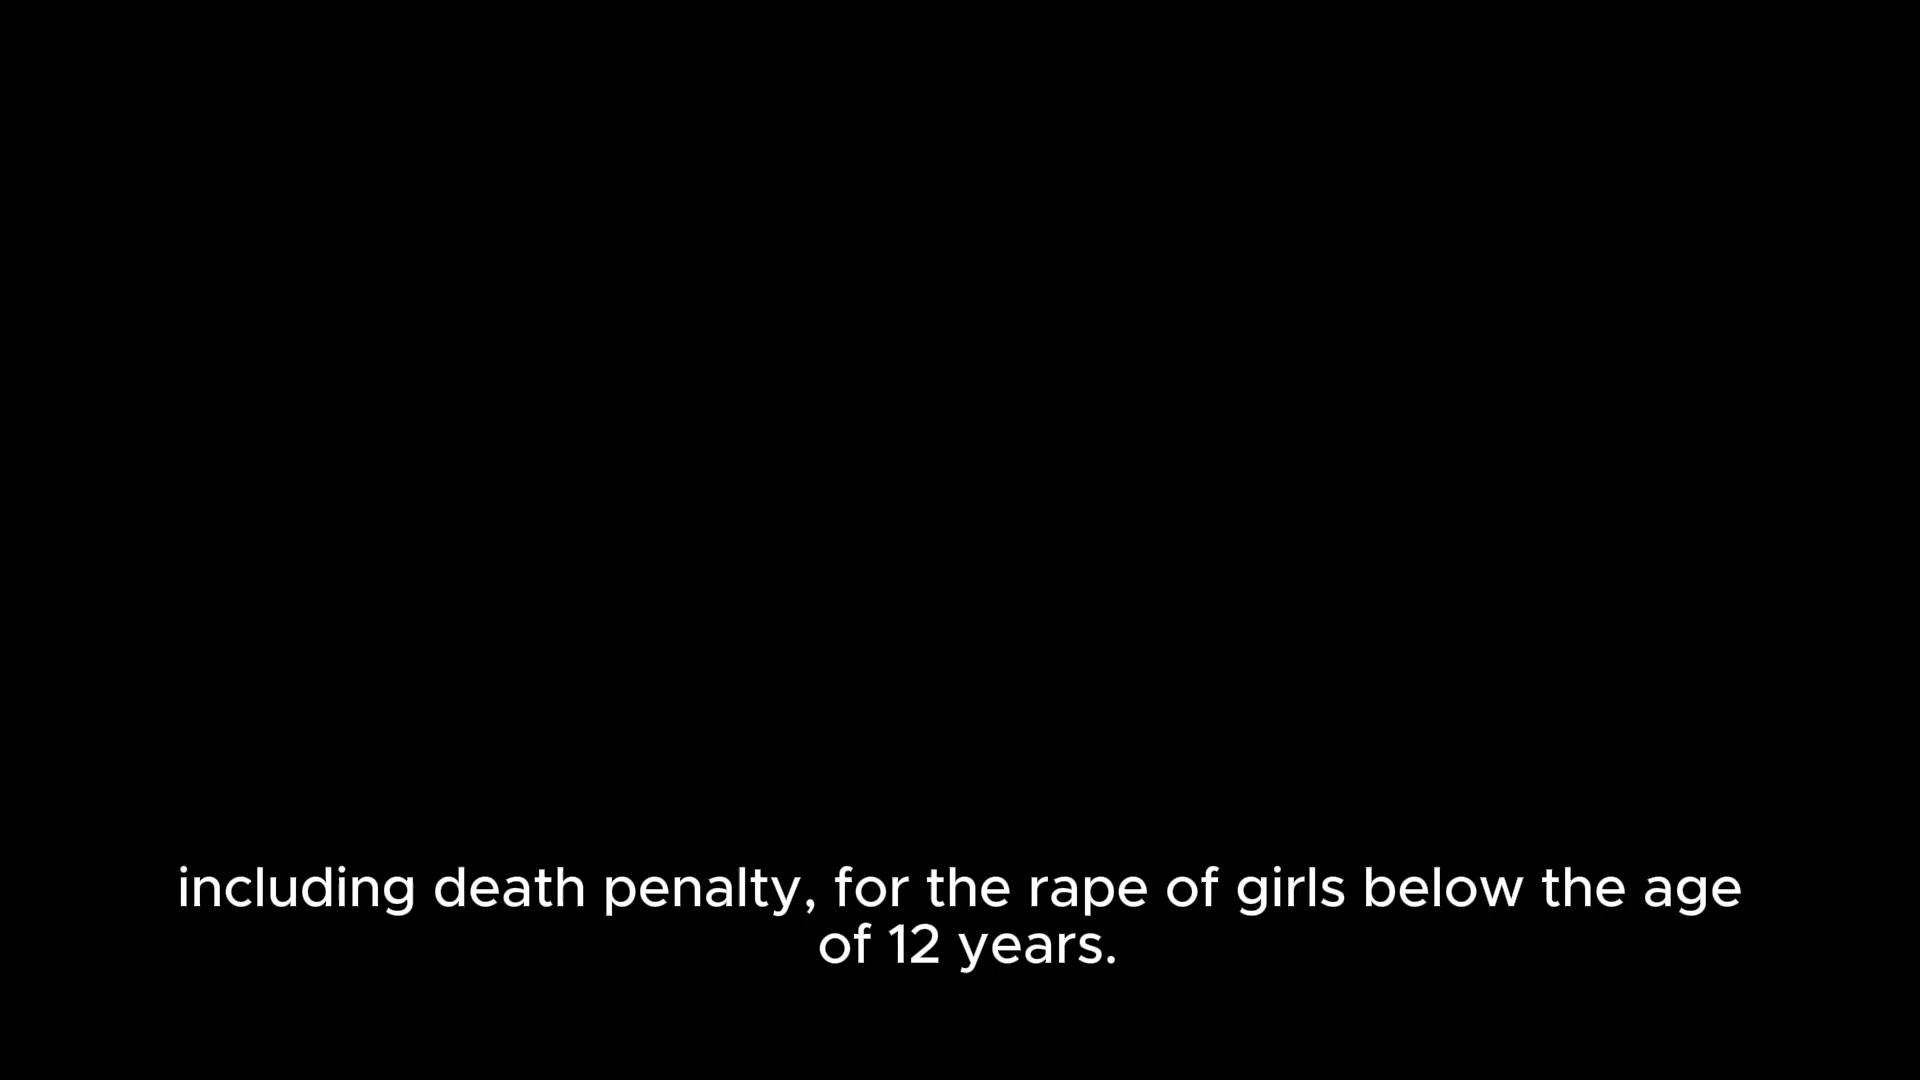 including death penalty, for the rape of girls below the age
of 12 years.